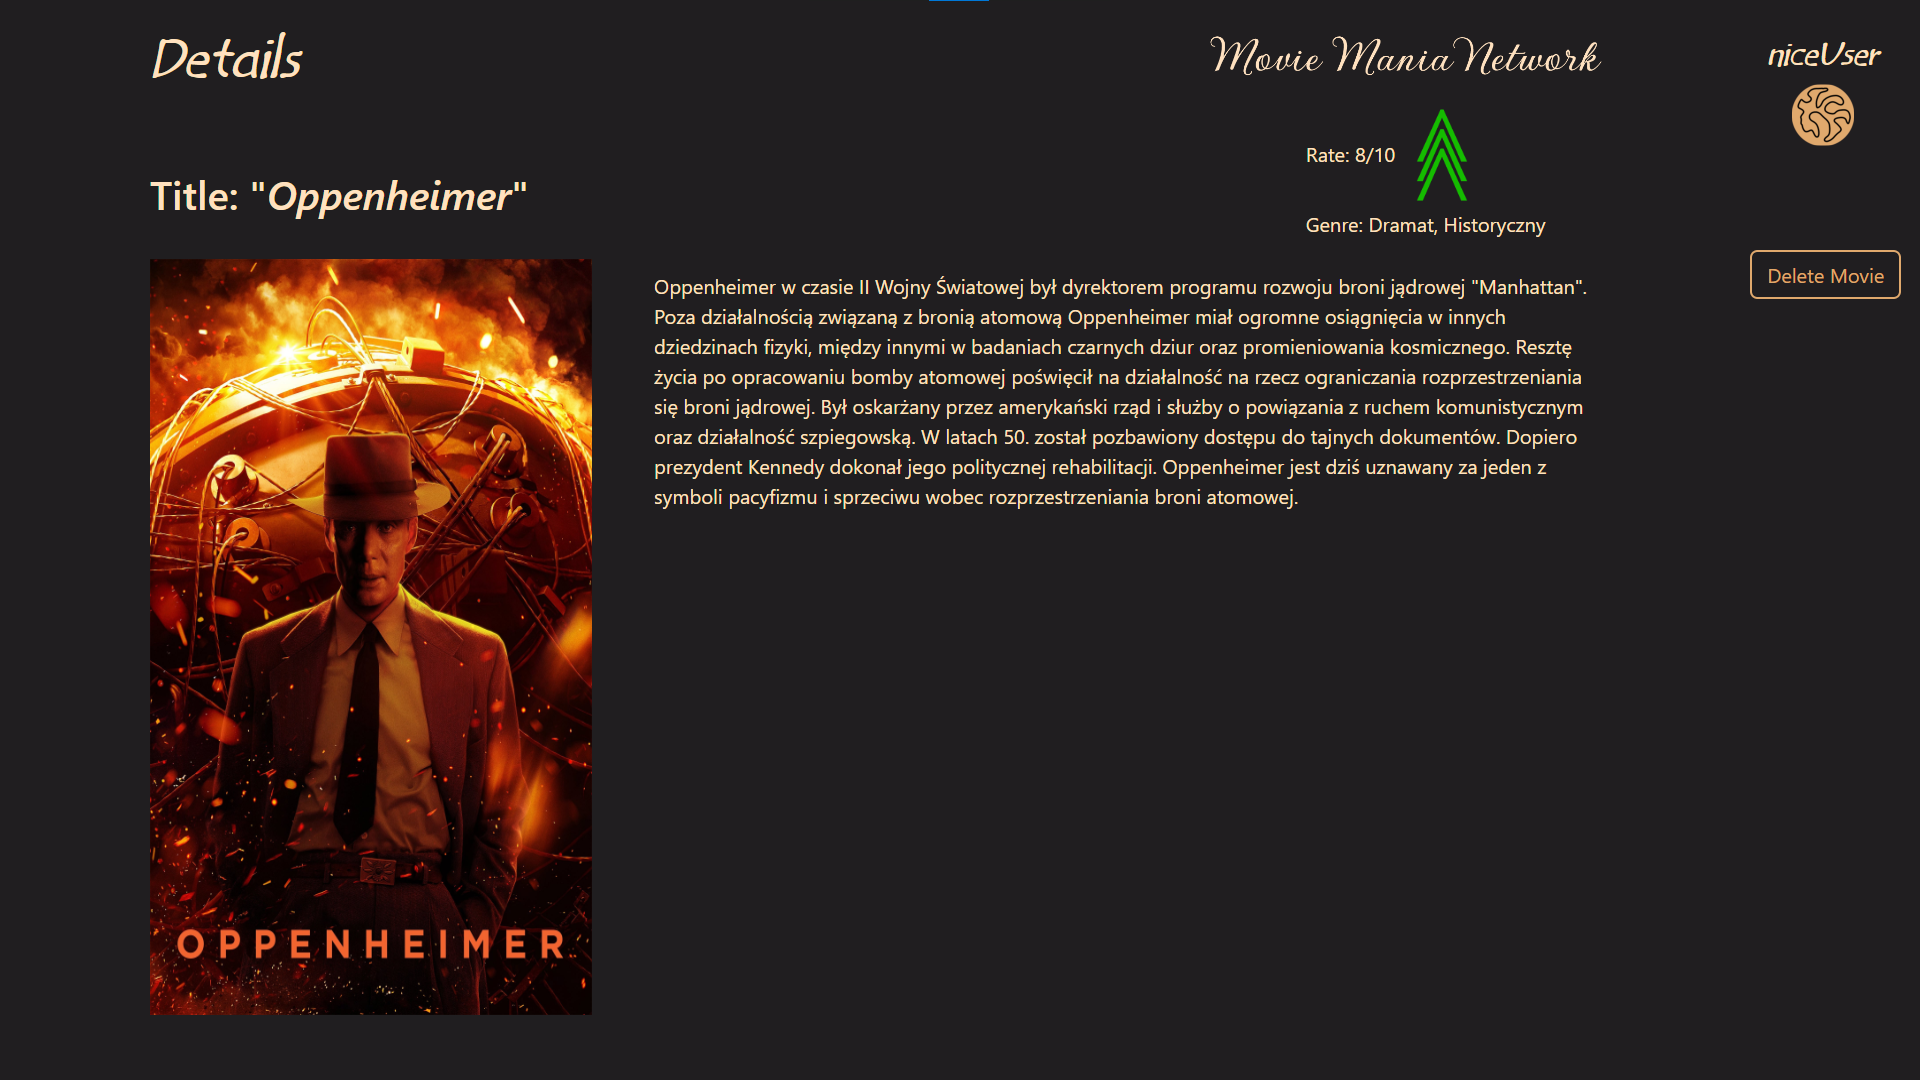 Details
Movie Mania Network
niceUser
Rate: 8/10
Title: "Oppenheimer"
Genre: Dramat, Historyczny
Delete Movie
Oppenheimer w czasie II Wojny Światowej był dyrektorem programu rozwoju broni jądrowej "Manhattan".
Poza działalnością związaną z bronią atomową Oppenheimer miał ogromne osiągnięcia w innych
dziedzinach fizyki, między innymi w badaniach czarnych dziur oraz promieniowania kosmicznego. Resztę
życia po opracowaniu bomby atomowej poświęcił na działalność na rzecz ograniczania rozprzestrzeniania
się broni jądrowej. Był oskarżany przez amerykański rząd i służby o powiązania z ruchem komunistycznym
oraz działalność szpiegowską. W latach 50. został pozbawiony dostępu do tajnych dokumentów. Dopiero
prezydent Kennedy dokonał jego politycznej rehabilitacji. Oppenheimer jest dziś uznawany za jeden z
symboli pacyfizmu i sprzeciwu wobec rozprzestrzeniania broni atomowej.
OPPENHEIMER